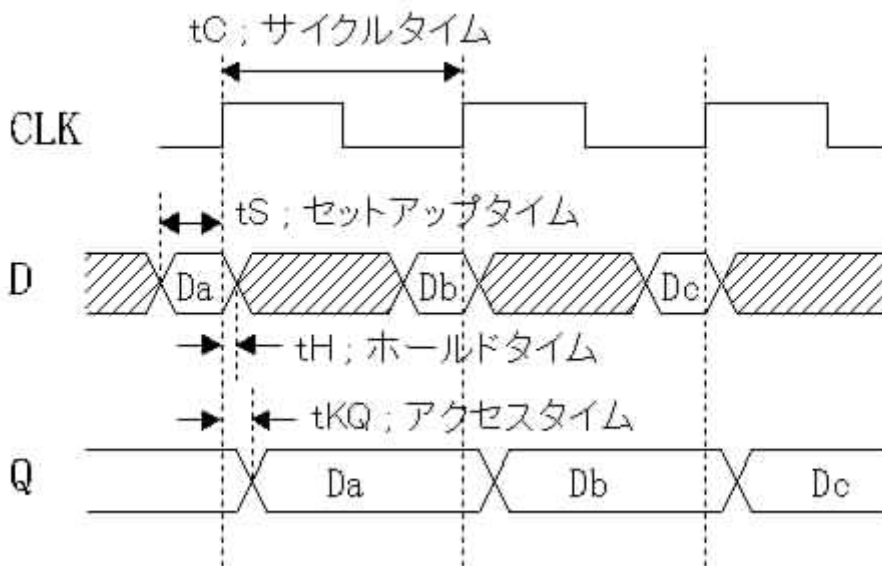 tC ; サイクルタイム
CLK
tS ; セットアップタイム
D Da Db Dc
tH ; ホールドタイム
tKQ ; アクセスタイム
Q Da Db Dc